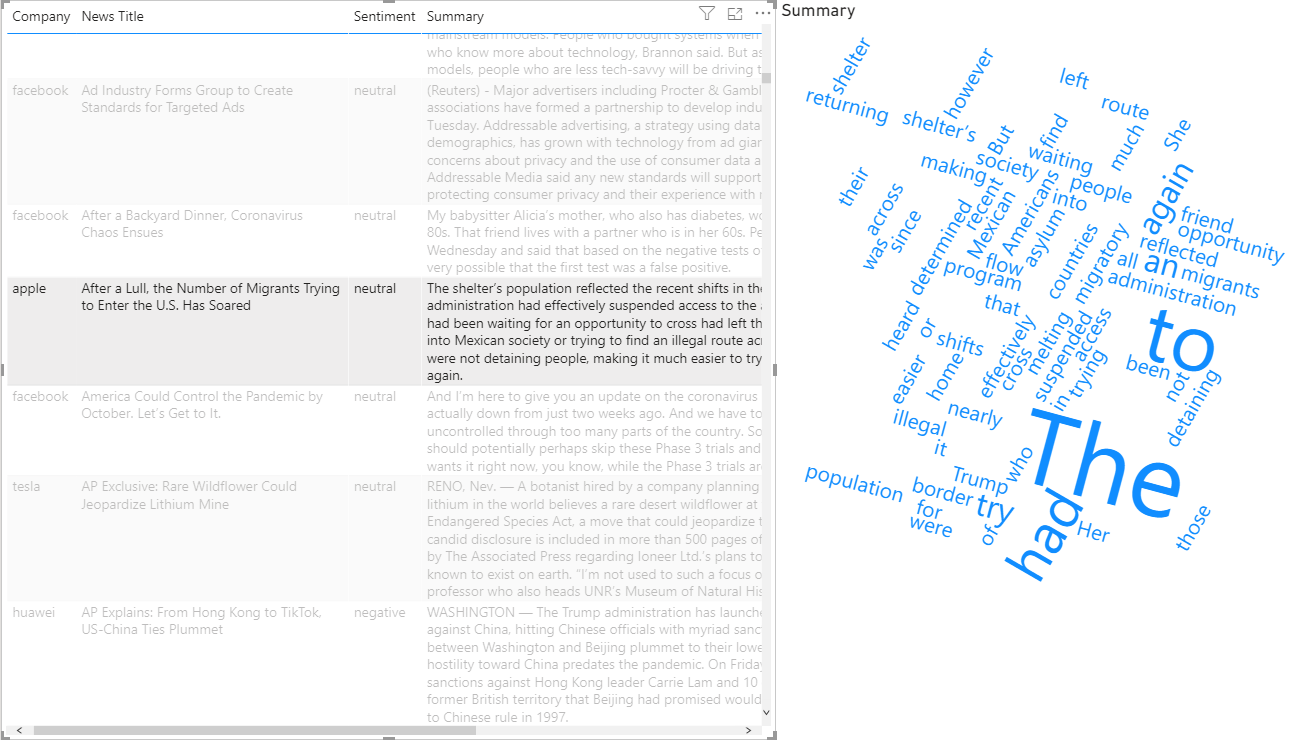 Company News Title Sentiment Summary
mainstream models. People who bought systems when
who know more about technology, Brannon said. But as
models, people who are less tech-savvy will be driving t
facebook Ad Industry Forms Group to Create Standards for Targeted Ads neutral
(Reuters) - Major advertisers including Procter & Gambl
associations have formed a partnership to develop indu
Tuesday. Addressable advertising, a strategy using data
demographics, has grown with technology from ad gian
concerns about privacy and the use of consumer data a
Addressable Media said any new standards will support
protecting consumer privacy and their experience with
facebook After a Backyard Dinner, Coronavirus Chaos Ensues neutral
My babysitter Alicia's mother, who also has diabetes, wo
80s. That friend lives with a partner who is in her 60s. Pe
Wednesday and said that based on the negative tests o
very possible that the first test was a false positive.
apple After a Lull, the Number of Migrants Trying to Enter the U.S. Has Soared neutral
The shelter's population reflected the recent shifts in the
administration had effectively suspended access to the
had been waiting for an opportunity to cross had left th
into Mexican society or trying to find an illegal route acr
were not detaining people, making it much easier to try
again.
facebook America Could Control the Pandemic by October. Let's Get to It. neutral
And I'm here to give you an update on the coronavirus
actually down from just two weeks ago. And we have to
uncontrolled through too many parts of the country. So
should potentially perhaps skip these Phase 3 trials and
wants it right now, you know, while the Phase 3 trials are
tesla AP Exclusive: Rare Wildflower Could Jeopardize Lithium Mine neutral
RENO, Nev. — A botanist hired by a company planning
lithium in the world believes a rare desert wildflower at
Endangered Species Act, a move that could jeopardize t
candid disclosure is included in more than 500 pages of
by The Associated Press regarding Ioneer Ltd.'s plans to
known to exist on earth. “I'm not used to such a focus o
professor who also heads UNR's Museum of Natural His
huawei AP Explains: From Hong Kong to TikTok, US-China Ties Plummet negative
WASHINGTON — The Trump administration has launche
against China, hitting Chinese officials with myriad sanc
between Washington and Beijing plummet to their lowe
hostility toward China predates the pandemic. On Friday
sanctions against Hong Kong leader Carrie Lam and 10
former British territory that Beijing had promised would
to Chinese rule in 1997.
Summary
shelter
however
left
returning
shelter's
route
But
find
much
She
making
society
waiting
people
their
across
was
since
recent
Mexican
Americans
into
asylum
again
friend
opportunity
reflected
determined
flow
program
countries
migratory
all
an
migrants
administration
that
heard
or
shifts
effectively
cross
melting
suspended
access
to
easier
home
in
trying
been
not
detaining
illegal
nearly
it
The
population
Trump
who
border
try
for
were
of
had
Her
those